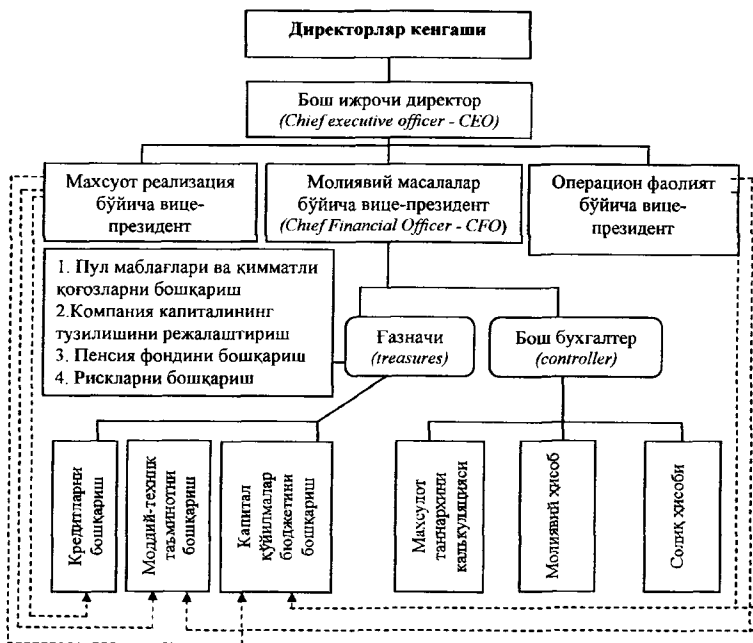 Директорлар кенгаши
Бош ижрочи директор
(Chief executive officer - CEO)
Махсуот реализация
бўйича вице-
президент
Молиявий масалалар
бўйича вице-президент
(Chief Financial Officer - CFO)
Операцион фаолият
бўйича вице-
президент
1. Пул маблағлари ва қимматли
қоғозларни бошқариш
2.Компания капиталининг
тузилишини режалаштириш
3. Пенсия фондини бошқариш
4. Рискларни бошқариш
Ғазначи
(treasures)
Бош бухгалтер
(controller)
Кредитларни
бошқариш
Моддий-техник
таъминотни
бошқариш
Капитал
қўйилмалар
бюджетини
бошқариш
Махсулот
таннархини
калькуляцияси
Молиявий ҳисоб
Солиқ ҳисоби